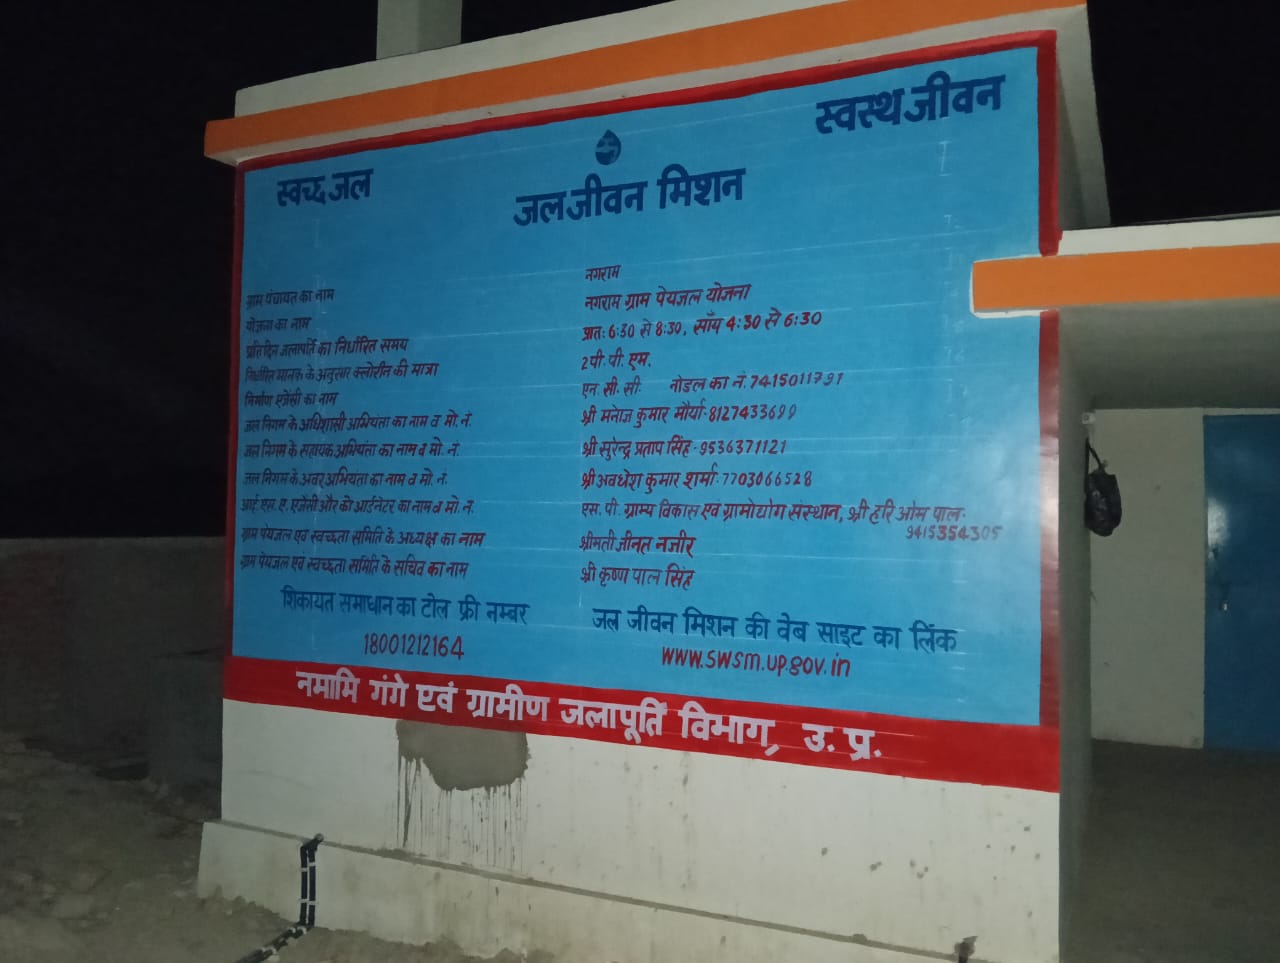 स्वच्छ जल
स्वस्थ जीवन
जल जीवन मिशन
ग्राम पंचायत का नाम नगराम
योजना का नाम नगराम ग्राम पेयजल योजना
प्रतिदिन जलापूर्ति का निर्धारित समय प्रातः 6:30 से 8:30, साँय 4:30 से 6:30
निर्धारित मानक के अनुसार क्लोरीन की मात्रा 2 पी. पी. एम.
निर्माण एजेंसी का नाम एन. सी. सी. नोडल का नं. 7415011791
जल निगम के अधिशासी अभियंता का नाम व मो. नं. श्री मनोज कुमार मौर्या- 8127433699
जल निगम के सहायक अभियंता का नाम व मो. नं. श्री सुरेन्द्र प्रताप सिंह - 9536371121
जल निगम के अवर अभियंता का नाम व मो. नं. श्री अवधेश कुमार शर्मा- 7703066528
आई. एस. ए. एजेंसी और को आर्डनेटर का नाम व मो. नं. एस. पी. ग्राम्य विकास एवं ग्रामोद्योग संस्थान, श्री हरि ओम पाल-
9415354305
ग्राम पेयजल एवं स्वच्छता समिति के अध्यक्ष का नाम श्रीमती जीनत नजीर
ग्राम पेयजल एवं स्वच्छता समिति के सचिव का नाम श्री कृष्ण पाल सिंह
शिकायत समाधान का टोल फ्री नम्बर
18001212164
जल जीवन मिशन की वेब साइट का लिंक
www.swsm.up.gov.in
नमामि गंगे एवं ग्रामीण जलापूर्ति विभाग, उ. प्र.